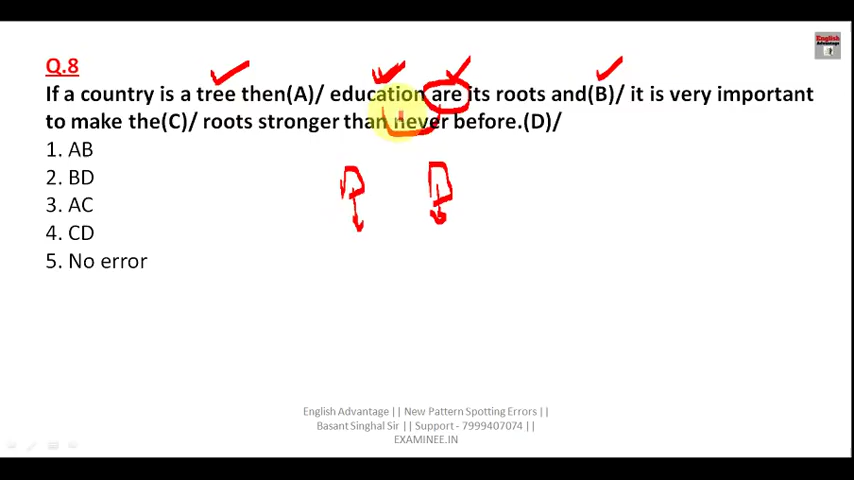 English
Advantage
Q.8
If a country is a tree then(A)/ education are its roots and(B)/ it is very important
to make the(C)/ roots stronger than never before.(D)/
1. AB
2. BD
3. AC
4. CD
5. No error
English Advantage || New Pattern Spotting Errors ||
Basant Singhal Sir || Support - 7999407074 ||
EXAMINEE.IN